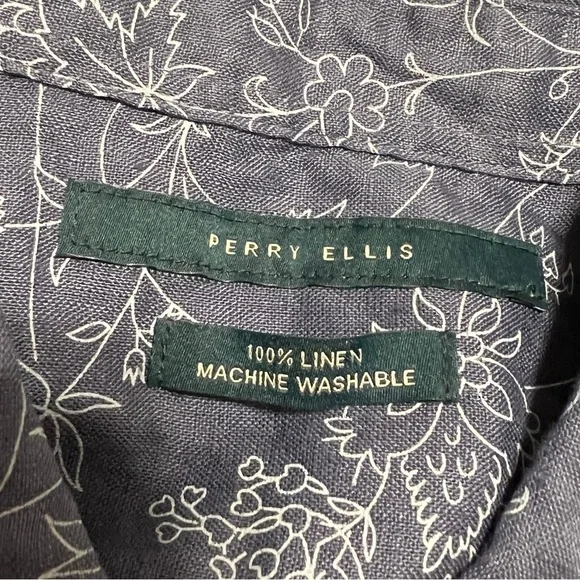 PERRY ELLIS
100% LINEN
MACHINE WASHABLE